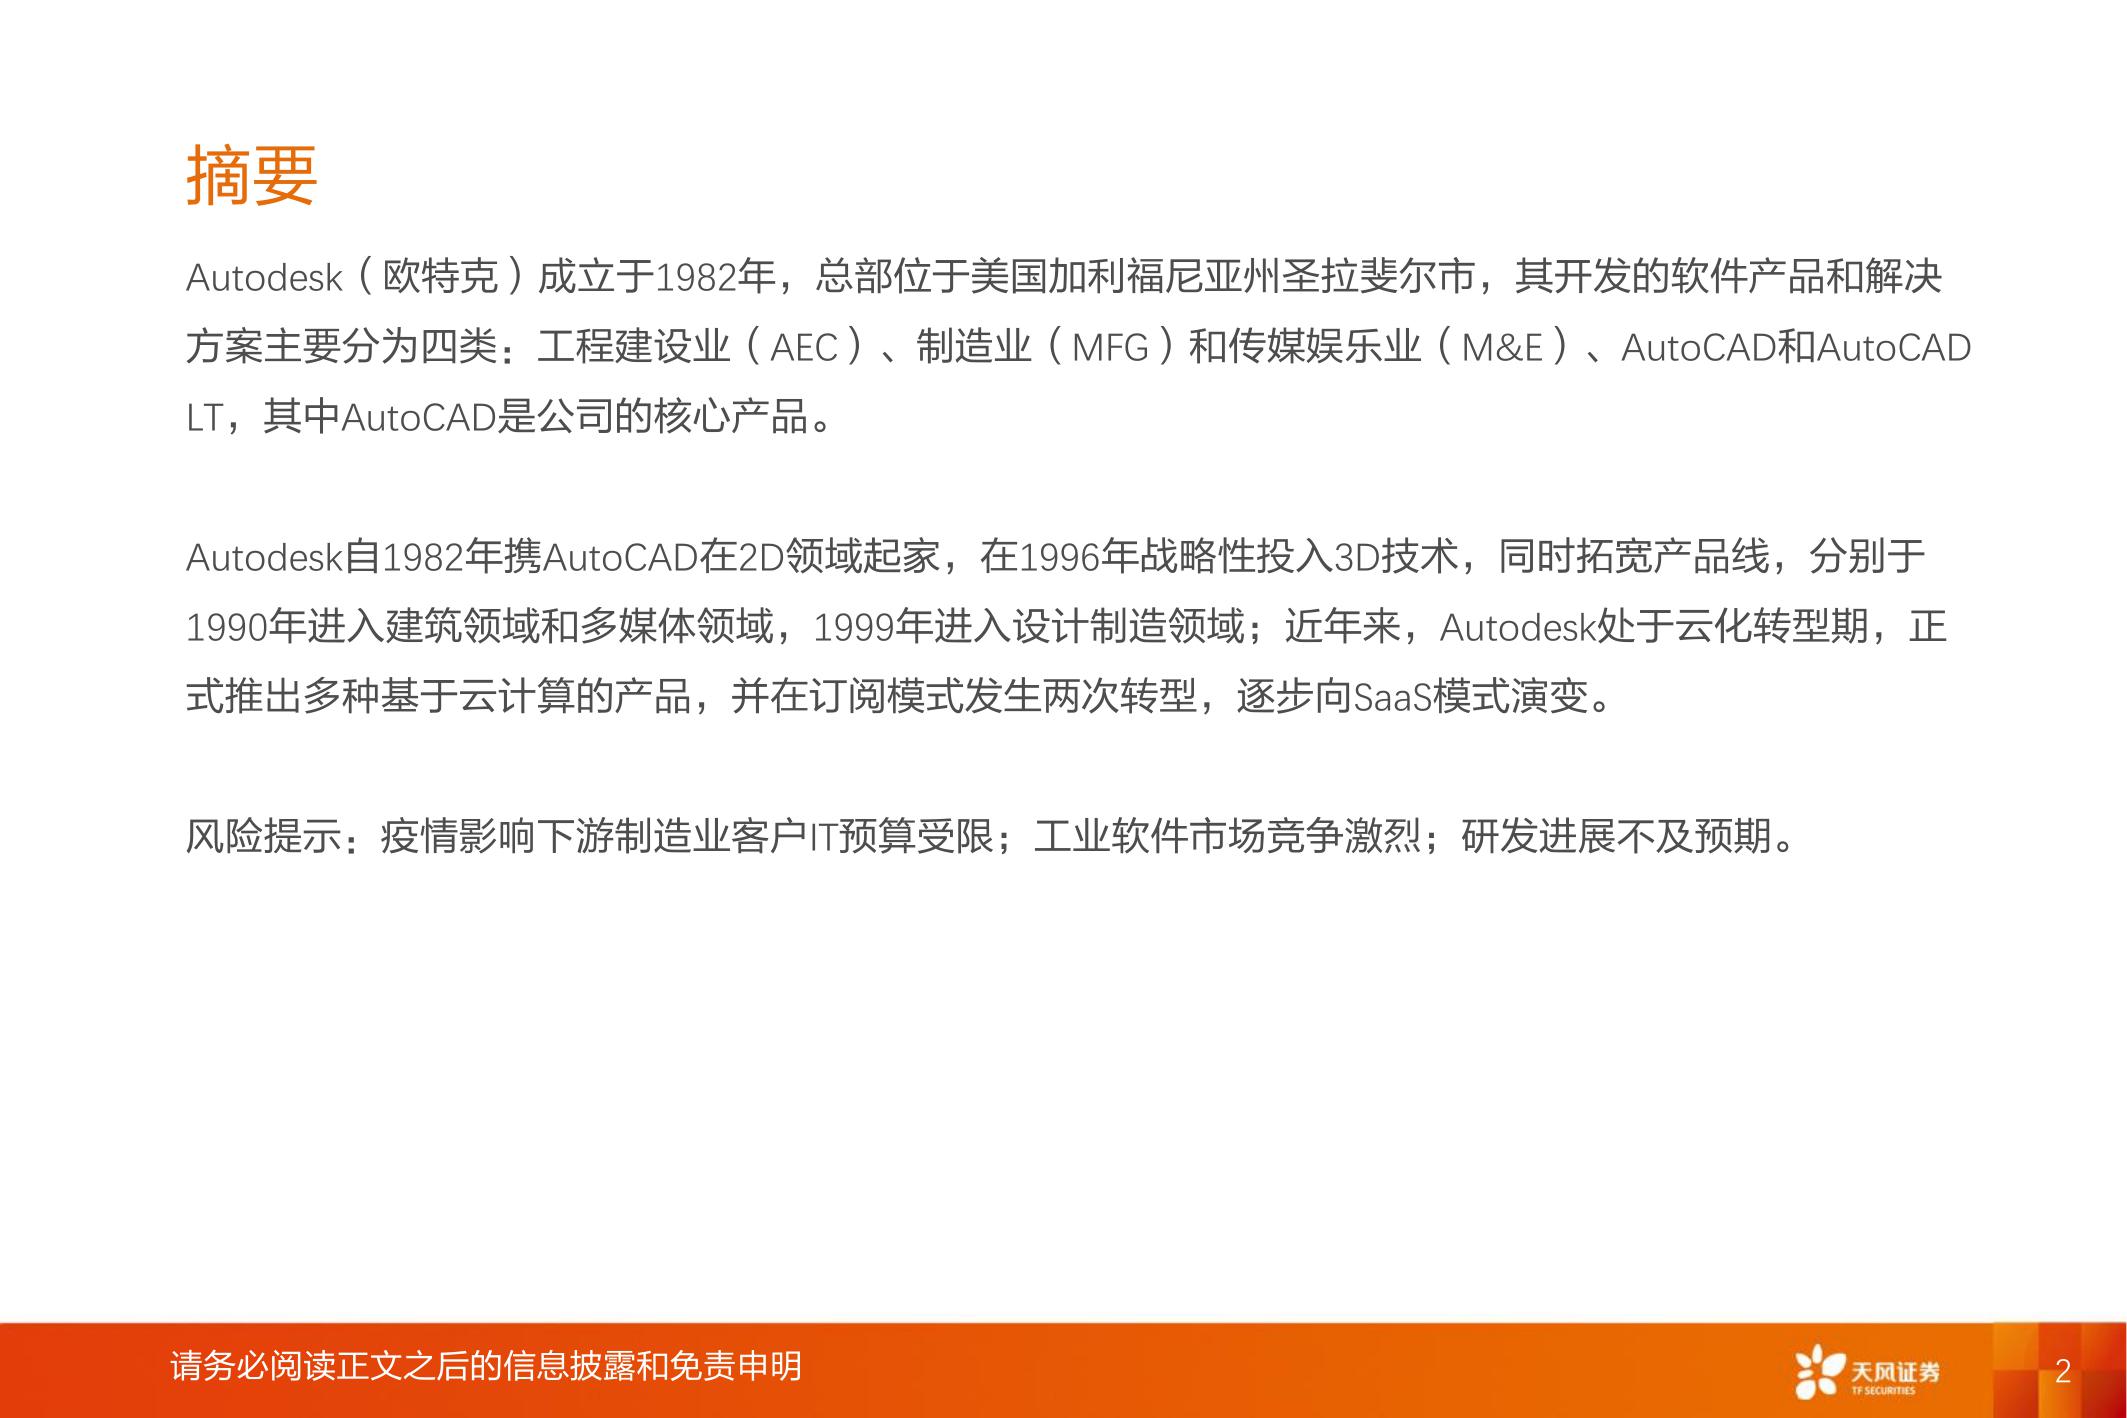 摘要
Autodesk（欧特克）成立于1982年，总部位于美国加利福尼亚州圣拉斐尔市，其开发的软件产品和解决
方案主要分为四类：工程建设业（AEC）、制造业（MFG）和传媒娱乐业（M&E）、AutoCAD和AutoCAD
LT，其中AutoCAD是公司的核心产品。
Autodesk自1982年携AutoCAD在2D领域起家，在1996年战略性投入3D技术，同时拓宽产品线，分别于
1990年进入建筑领域和多媒体领域，1999年进入设计制造领域；近年来，Autodesk处于云化转型期，正
式推出多种基于云计算的产品，并在订阅模式发生两次转型，逐步向SaaS模式演变。
风险提示：疫情影响下游制造业客户IT预算受限；工业软件市场竞争激烈；研发进展不及预期。
请务必阅读正文之后的信息披露和免责申明
天风证券
TF SECURITIES
2